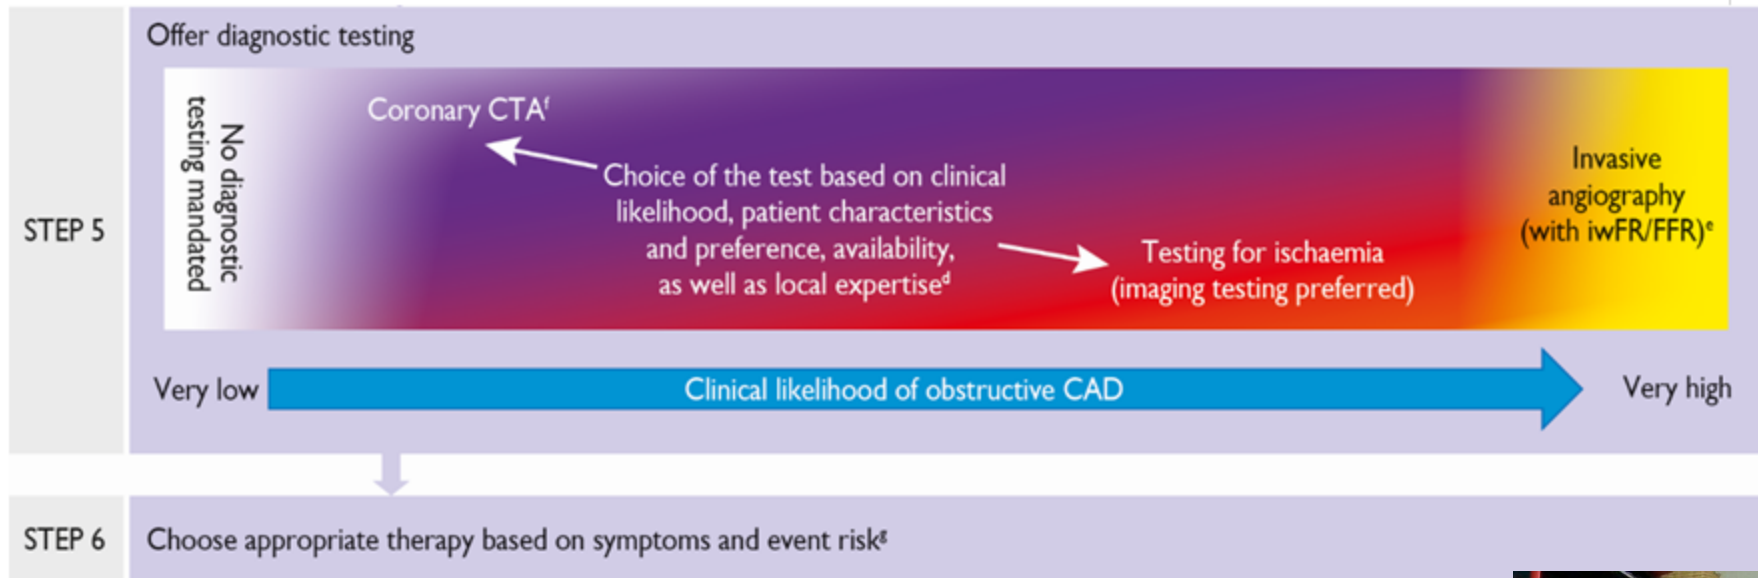 Offer diagnostic testing
No diagnostic
testing mandated
Coronary CTAᶠ
Choice of the test based on clinical
likelihood, patient characteristics
and preference, availability,
as well as local expertiseᵈ
Testing for ischaemia
(imaging testing preferred)
Invasive
angiography
(with iwFR/FFR)ᵉ
STEP 5
Very low
Clinical likelihood of obstructive CAD
Very high
STEP 6
Choose appropriate therapy based on symptoms and event riskᵍ